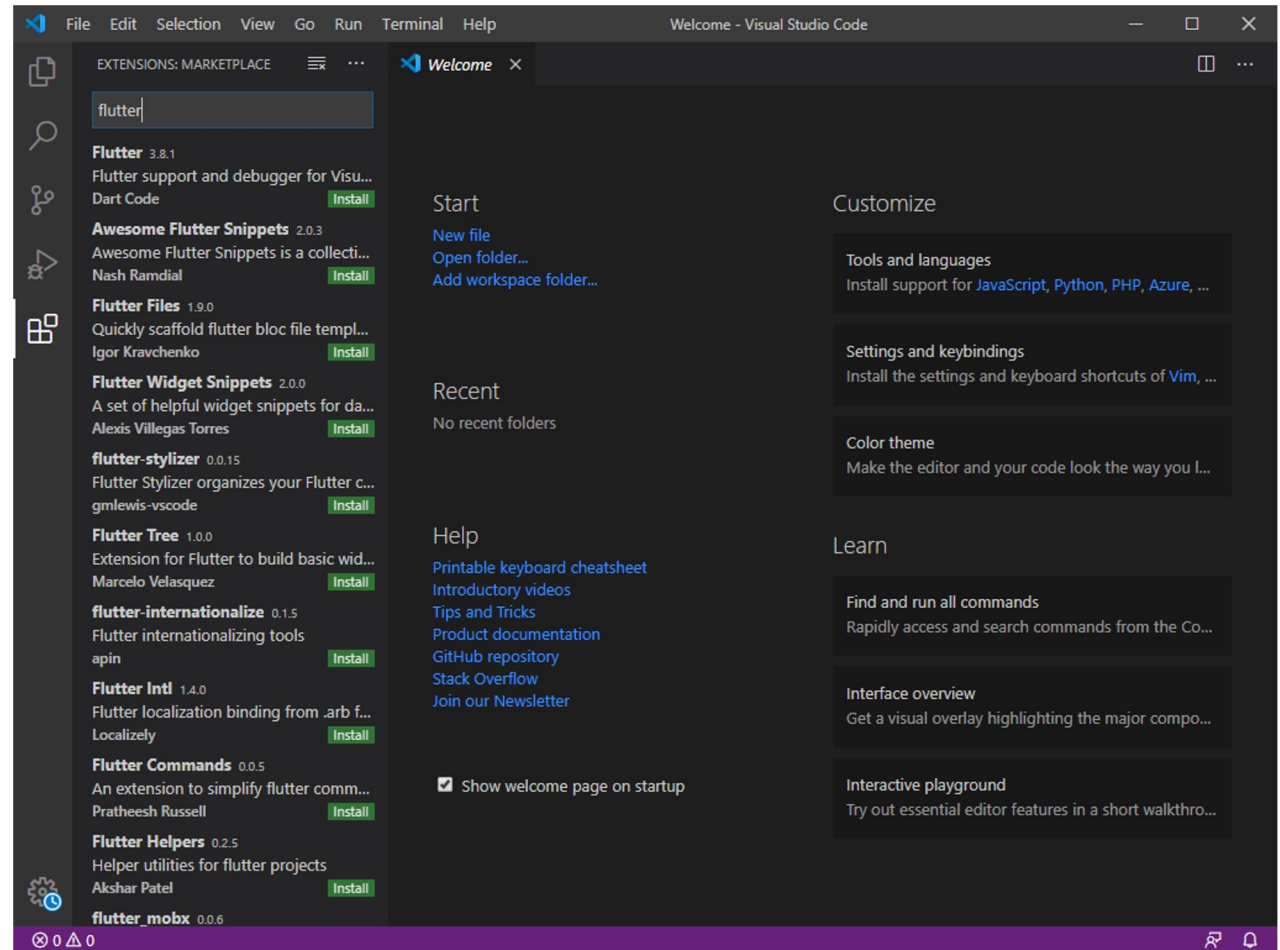 File Edit Selection View Go Run Terminal Help Welcome - Visual Studio Code
EXTENSIONS: MARKETPLACE
Welcome
flutter
Flutter 3.8.1
Flutter support and debugger for Visu...
Dart Code Install
Awesome Flutter Snippets 2.0.3
Awesome Flutter Snippets is a collecti...
Nash Ramdial Install
Flutter Files 1.9.0
Quickly scaffold flutter bloc file templ...
Igor Kravchenko Install
Flutter Widget Snippets 2.0.0
A set of helpful widget snippets for da...
Alexis Villegas Torres Install
flutter-stylizer 0.0.15
Flutter Stylizer organizes your Flutter c...
gmlewis-vscode Install
Flutter Tree 1.0.0
Extension for Flutter to build basic wid...
Marcelo Velasquez Install
flutter-internationalize 0.1.5
Flutter internationalizing tools
apin Install
Flutter Intl 1.4.0
Flutter localization binding from .arb f...
Localizely Install
Flutter Commands 0.0.5
An extension to simplify flutter comm...
Pratheesh Russell Install
Flutter Helpers 0.2.5
Helper utilities for flutter projects
Akshar Patel Install
flutter_mobx 0.0.6
Start
New file
Open folder...
Add workspace folder...
Recent
No recent folders
Help
Printable keyboard cheatsheet
Introductory videos
Tips and Tricks
Product documentation
GitHub repository
Stack Overflow
Join our Newsletter
Show welcome page on startup
Customize
Tools and languages
Install support for JavaScript, Python, PHP, Azure, ...
Settings and keybindings
Install the settings and keyboard shortcuts of Vim, ...
Color theme
Make the editor and your code look the way you l...
Learn
Find and run all commands
Rapidly access and search commands from the Co...
Interface overview
Get a visual overlay highlighting the major compo...
Interactive playground
Try out essential editor features in a short walkthro...
0 0